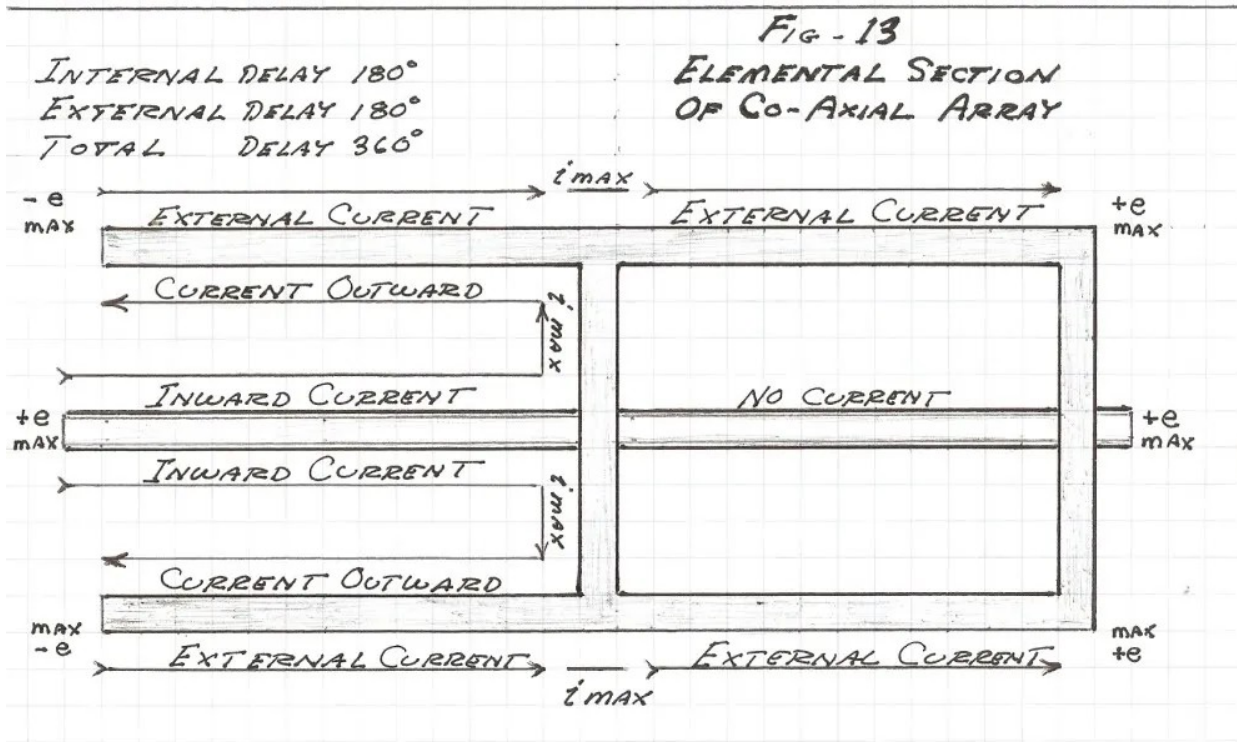 FIG-13
ELEMENTAL SECTION
OF CO-AXIAL ARRAY
INTERNAL DELAY 180°
EXTERNAL DELAY 180°
TOTAL DELAY 360°
i MAX
- e
MAX
EXTERNAL CURRENT
EXTERNAL CURRENT
+e
MAX
CURRENT OUTWARD
i MAX
INWARD CURRENT
NO CURRENT
+e
MAX
+e
MAX
INWARD CURRENT
i MAX
CURRENT OUTWARD
MAX
-e
MAX
+e
EXTERNAL CURRENT
EXTERNAL CURRENT
i MAX